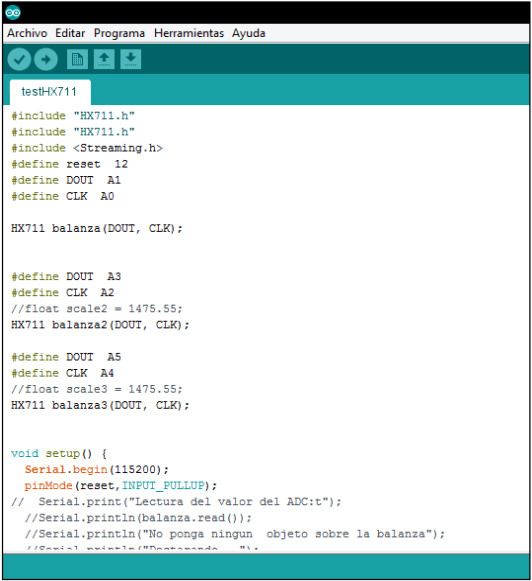 Archivo Editar Programa Herramientas Ayuda
testHX711
#include "HX711.h"
#include "HX711.h"
#include <Streaming.h>
#define reset  12
#define DOUT  A1
#define CLK  A0
HX711 balanza(DOUT, CLK);
#define DOUT  A3
#define CLK  A2
//float scale2 = 1475.55;
HX711 balanza2(DOUT, CLK);
#define DOUT  A5
#define CLK  A4
//float scale3 = 1475.55;
HX711 balanza3(DOUT, CLK);
void setup() {
  Serial.begin(115200);
  pinMode(reset,INPUT_PULLUP);
//  Serial.print("Lectura del valor del ADC:t");
  //Serial.println(balanza.read());
  //Serial.println("No ponga ningun  objeto sobre la balanza");
  //Serial.println("Destarando...");